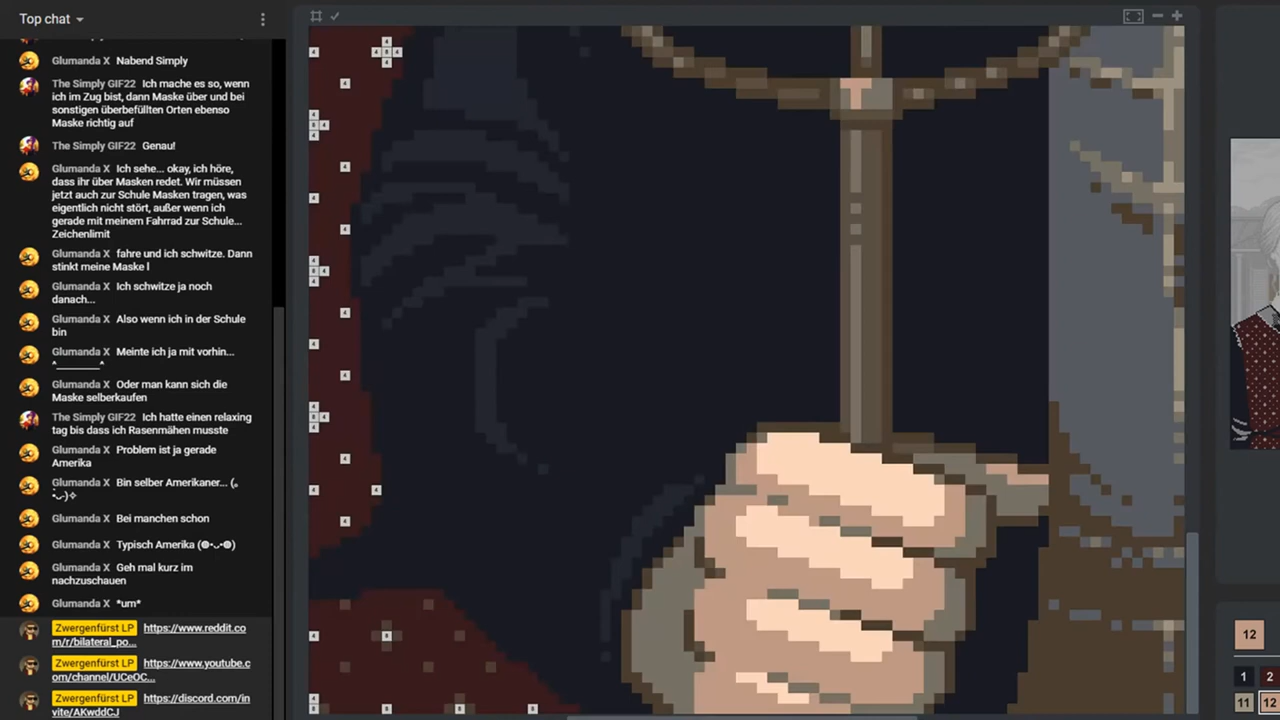 Top chat
Glumanda X Nabend Simply
The Simply GIF22 Ich mache es so, wenn
ich im Zug bist, dann Maske über und bei
sonstigen überbefüllten Orten ebenso
Maske richtig auf
The Simply GIF22 Genau!
Glumanda X Ich sehe... okay, ich höre,
dass ihr über Masken redet. Wir müssen
jetzt auch zur Schule Masken tragen, was
eigentlich nicht stört, außer wenn ich
gerade mit meinem Fahrrad zur Schule...
Zeichenlimit
Glumanda X fahre und ich schwitze. Dann
stinkt meine Maske l
Glumanda X Ich schwitze ja noch
danach...
Glumanda X Also wenn ich in der Schule
bin
Glumanda X Meinte ich ja mit vorhin...
^_______^
Glumanda X Oder man kann sich die
Maske selberkaufen
The Simply GIF22 Ich hatte einen relaxing
tag bis dass ich Rasenmähen musste
Glumanda X Problem ist ja gerade
Amerika
Glumanda X Bin selber Amerikaner...
Glumanda X Bei manchen schon
Glumanda X Typisch Amerika
Glumanda X Geh mal kurz im
nachzuschauen
Glumanda X *um*
Zwergenfürst LP https://www.reddit.co
m/r/bilateral_po...
Zwergenfürst LP https://www.youtube.c
om/channel/UCeOC...
Zwergenfürst LP https://discord.com/in
vite/AKwddCJ
12
1 2
11 12